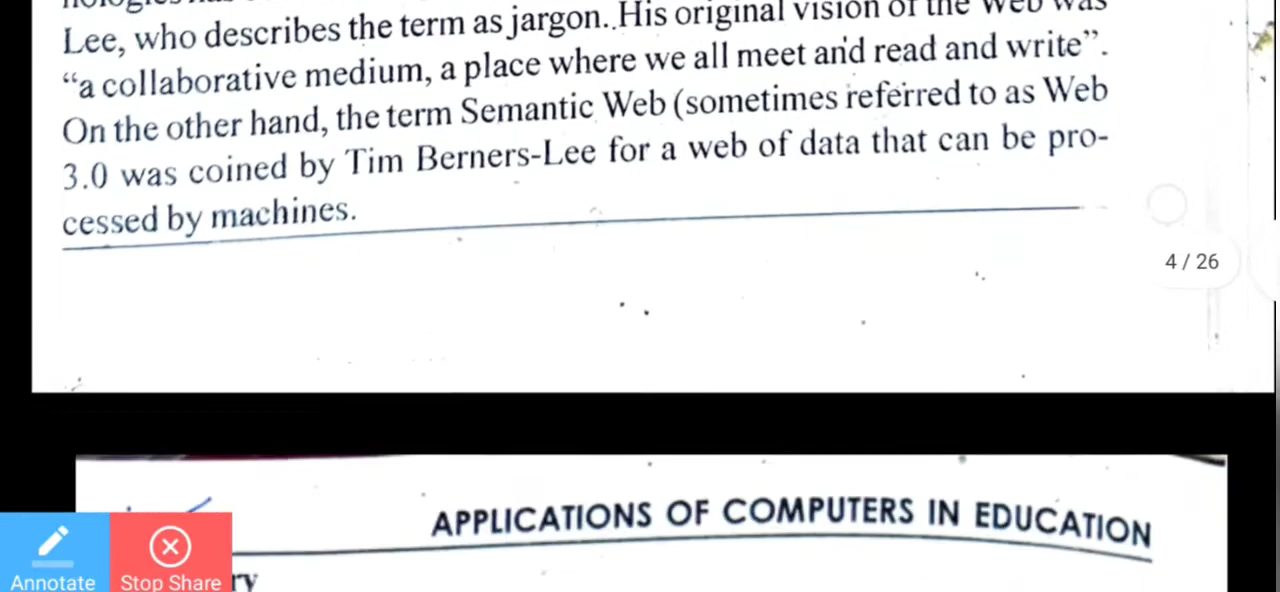 Lee, who describes the term as jargon. His original vision of the Web was
"a collaborative medium, a place where we all meet and read and write".
On the other hand, the term Semantic Web (sometimes referred to as Web
3.0 was coined by Tim Berners-Lee for a web of data that can be pro-
cessed by machines.
4 / 26
APPLICATIONS OF COMPUTERS IN EDUCATION
Annotate
Stop Share